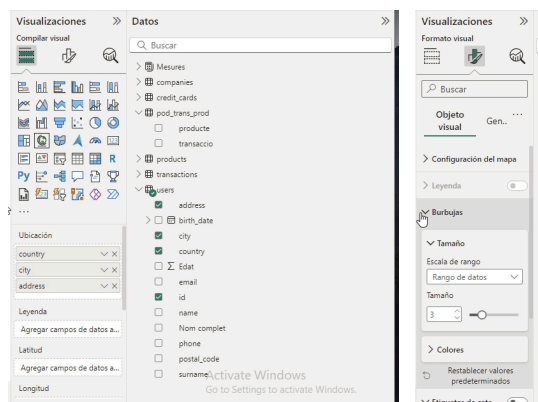 Visualizaciones
Compilar visual
Ubicación
country
city
address
Leyenda
Agregar campos de datos a...
Latitud
Agregar campos de datos a...
Longitud
Datos
Buscar
Mesures
companies
credit_cards
pod_trans_prod
producte
transaccio
products
transactions
users
address
birth_date
city
country
Edat
email
id
name
Nom complet
phone
postal_code
surname
Activate Windows
Go to Settings to activate Windows.
Visualizaciones
Formato visual
Buscar
Objeto
visual
Gen...
Configuración del mapa
Leyenda
Burbujas
Tamaño
Escala de rango
Rango de datos
Tamaño
3
Colores
Restablecer valores
predeterminados